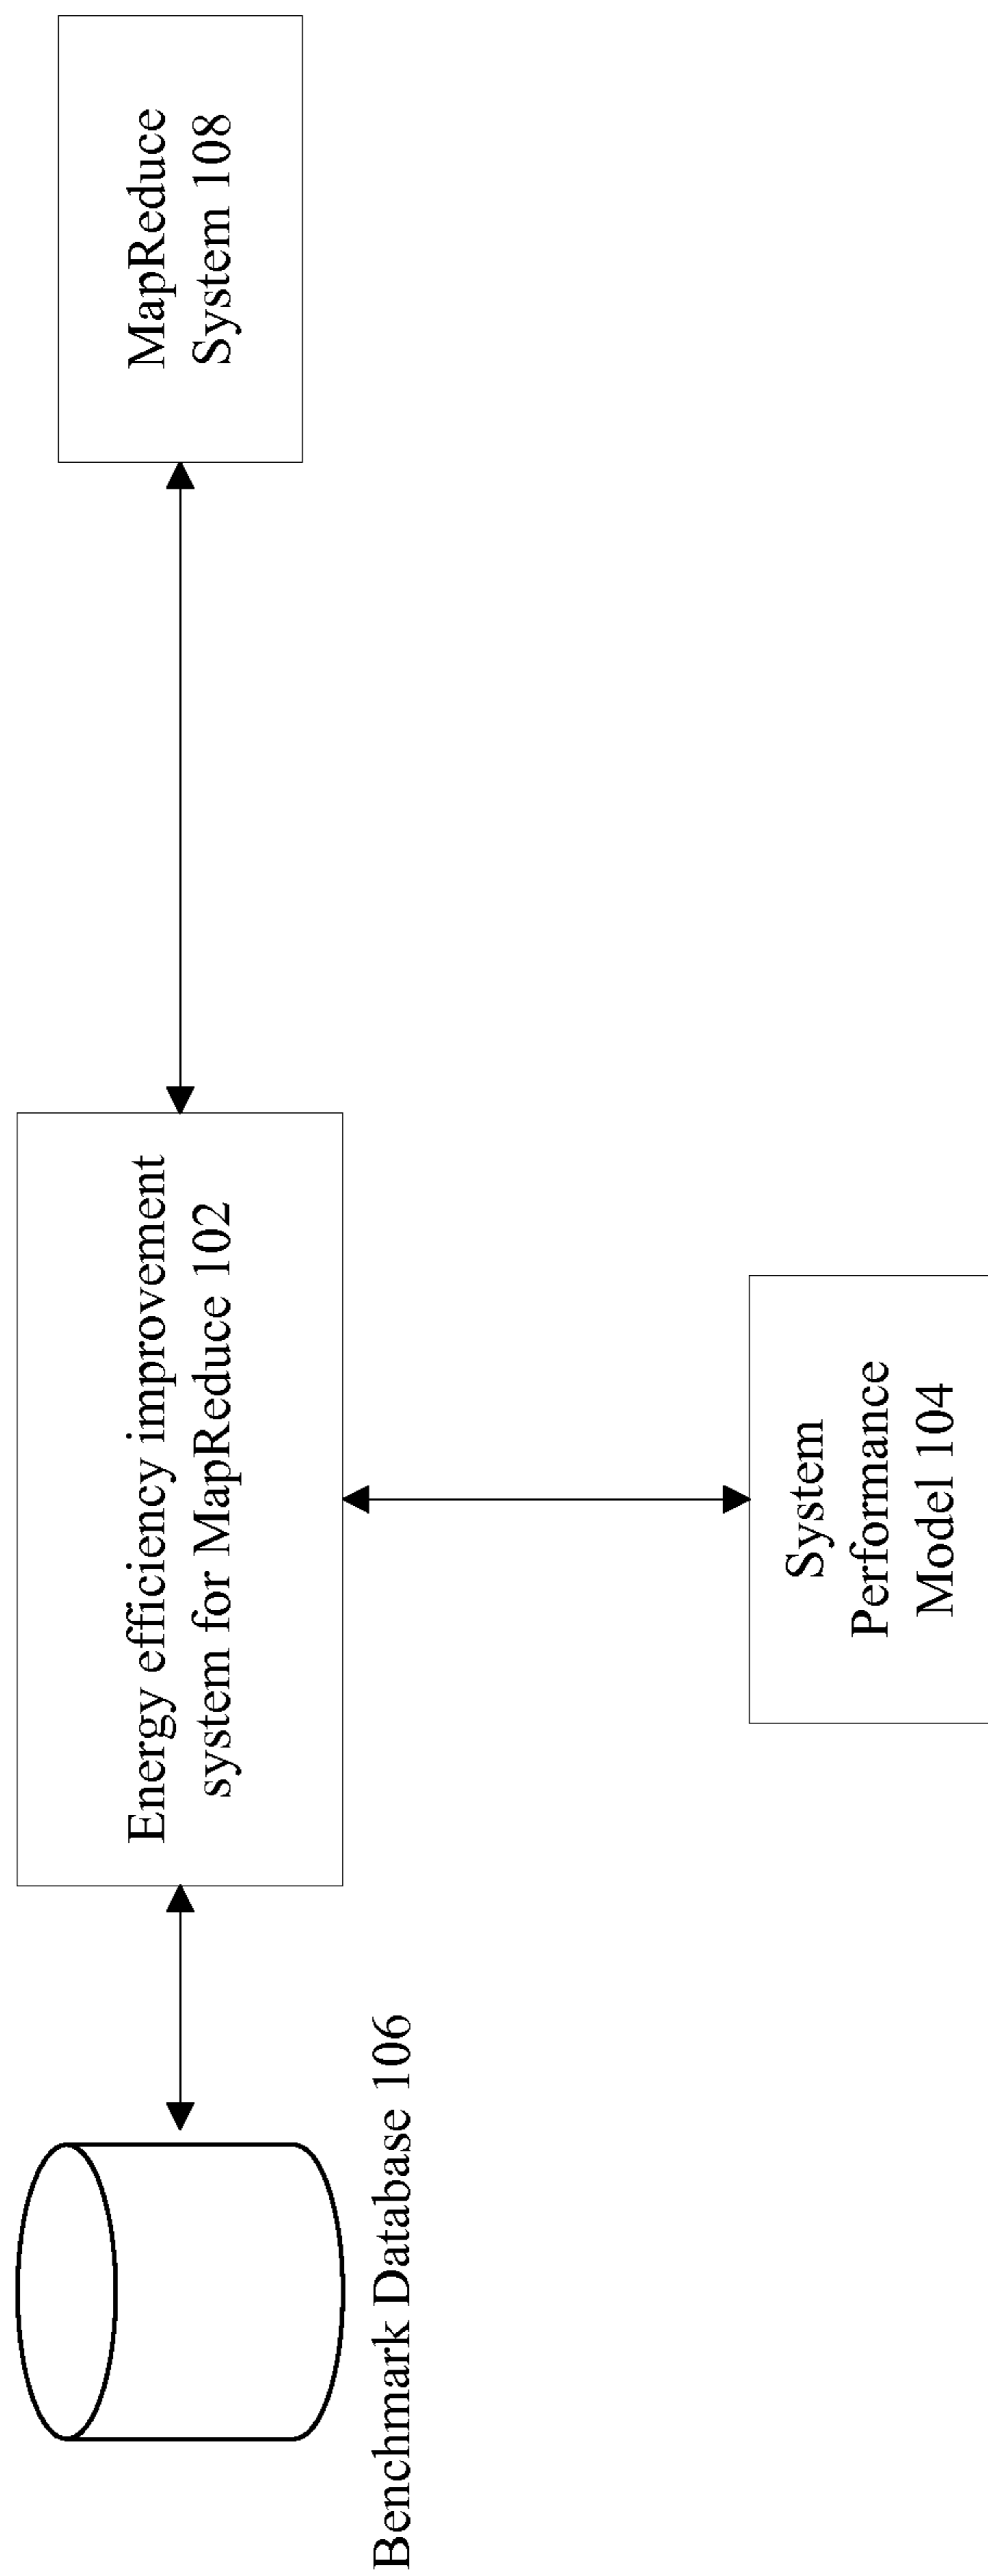 Energy efficiency improvement
system for MapReduce 102
MapReduce
System 108
Benchmark Database 106
System
Performance
Model 104